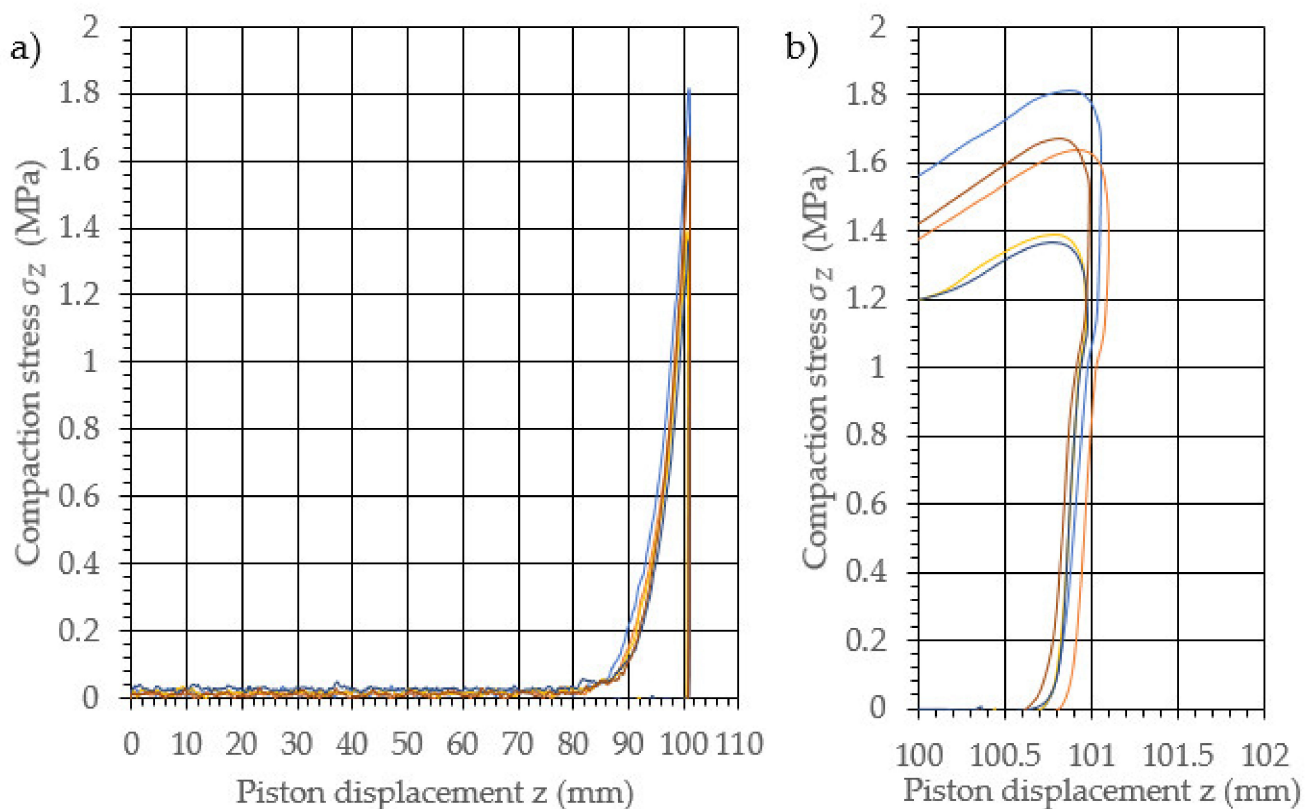 a)
Compaction stress σZ (MPa)
2
1.8
1.6
1.4
1.2
1
0.8
0.6
0.4
0.2
0
0 10 20 30 40 50 60 70 80 90 100 110
Piston displacement z (mm)
b)
Compaction stress σZ (MPa)
2
1.8
1.6
1.4
1.2
1
0.8
0.6
0.4
0.2
0
100 100.5 101 101.5 102
Piston displacement z (mm)